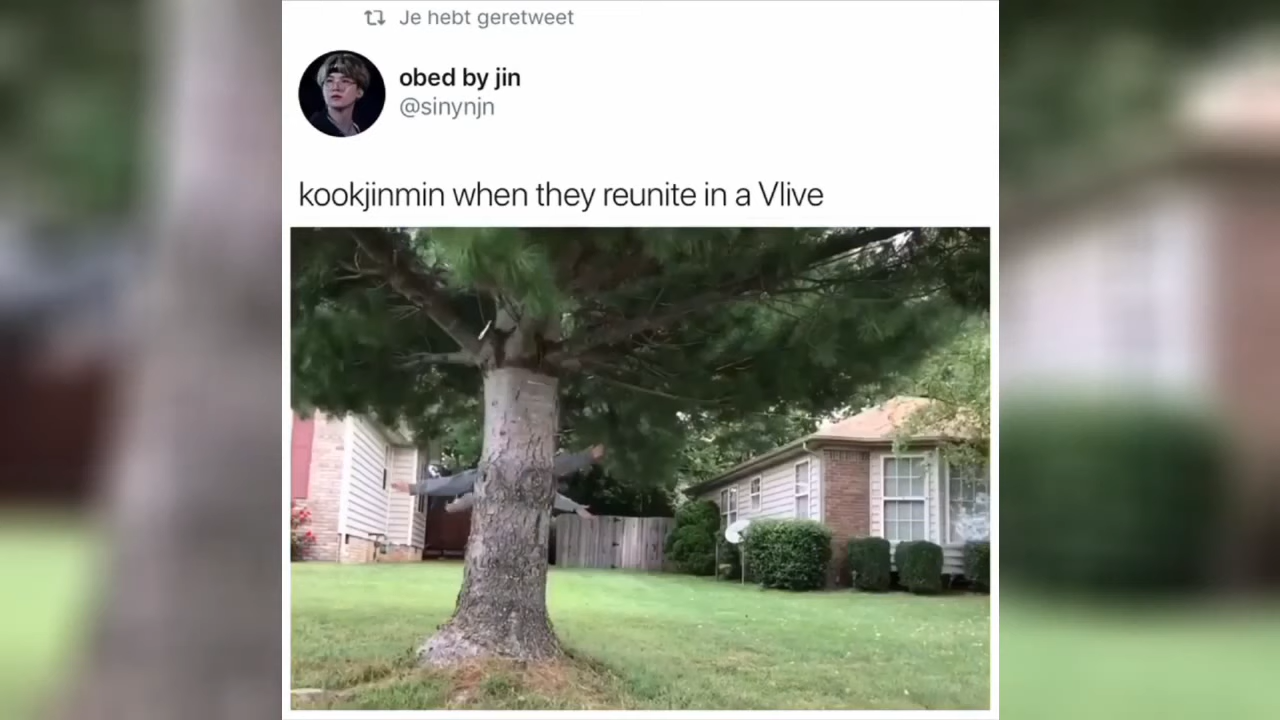 Je hebt geretweet
obed by jin
@sinynjn
kookjinmin when they reunite in a Vlive